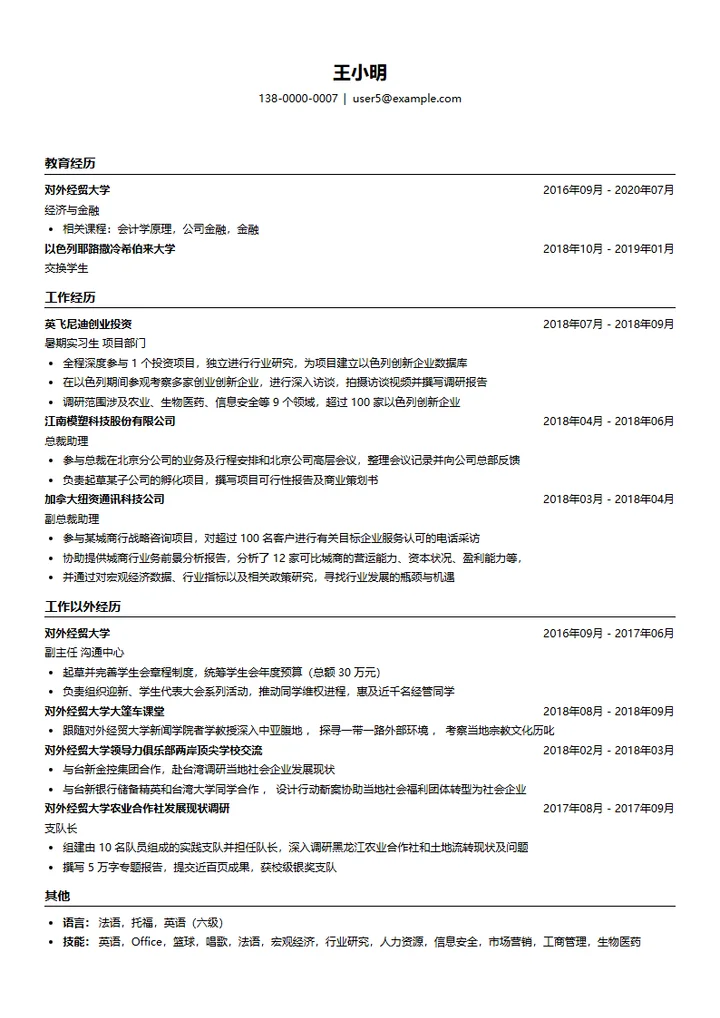 王小明
138-0000-0007 | user5@example.com
教育经历
对外经贸大学 2016年09月 - 2020年07月
经济与金融
• 相关课程：会计学原理，公司金融，金融
以色列耶路撒冷希伯来大学 2018年10月 - 2019年01月
交换学生
工作经历
英飞尼迪创业投资 2018年07月 - 2018年09月
暑期实习生 项目部门
• 全程深度参与 1 个投资项目，独立进行行业研究，为项目建立以色列创新企业数据库
• 在以色列期间参观考察多家创业创新企业，进行深入访谈，拍摄访谈视频并撰写调研报告
• 调研范围涉及农业、生物医药、信息安全等 9 个领域，超过 100 家以色列创新企业
江南模塑科技股份有限公司 2018年04月 - 2018年06月
总裁助理
• 参与总裁在北京分公司的业务及行程安排和北京公司高层会议，整理会议记录并向公司总部反馈
• 负责起草某子公司的孵化项目，撰写项目可行性报告及商业策划书
加拿大纽资通讯科技公司 2018年03月 - 2018年04月
副总裁助理
• 参与某城商行战略咨询项目，对超过 100 名客户进行有关目标企业服务认可的电话采访
• 协助提供城商行业务前景分析报告，分析了 12 家可比城商的营运能力、资本状况、盈利能力等，
• 并通过对宏观经济数据、行业指标以及相关政策研究，寻找行业发展的瓶颈与机遇
工作以外经历
对外经贸大学 2016年09月 - 2017年06月
副主任 沟通中心
• 起草并完善学生会章程制度，统筹学生会年度预算（总额 30 万元）
• 负责组织迎新、学生代表大会系列活动，推动同学维权进程，惠及近千名经管同学
对外经贸大学大篷车课堂 2018年08月 - 2018年09月
• 跟随对外经贸大学新闻学院者学教授深入中亚腹地 ， 探寻一带一路外部环境 ， 考察当地宗教文化历叱
对外经贸大学领导力俱乐部两岸顶尖学校交流 2018年02月 - 2018年03月
• 与台新金控集团合作，赴台湾调研当地社会企业发展现状
• 与台新银行储备精英和台湾大学同学合作 ， 设计行动斱案协助当地社会福利团体转型为社会企业
对外经贸大学农业合作社发展现状调研 2017年08月 - 2017年09月
支队长
• 组建由 10 名队员组成的实践支队并担任队长，深入调研黑龙江农业合作社和土地流转现状及问题
• 撰写 5 万字专题报告，提交近百页成果，获校级银奖支队
其他
• 语言： 法语，托福，英语（六级）
• 技能： 英语，Office，篮球，唱歌，法语，宏观经济，行业研究，人力资源，信息安全，市场营销，工商管理，生物医药